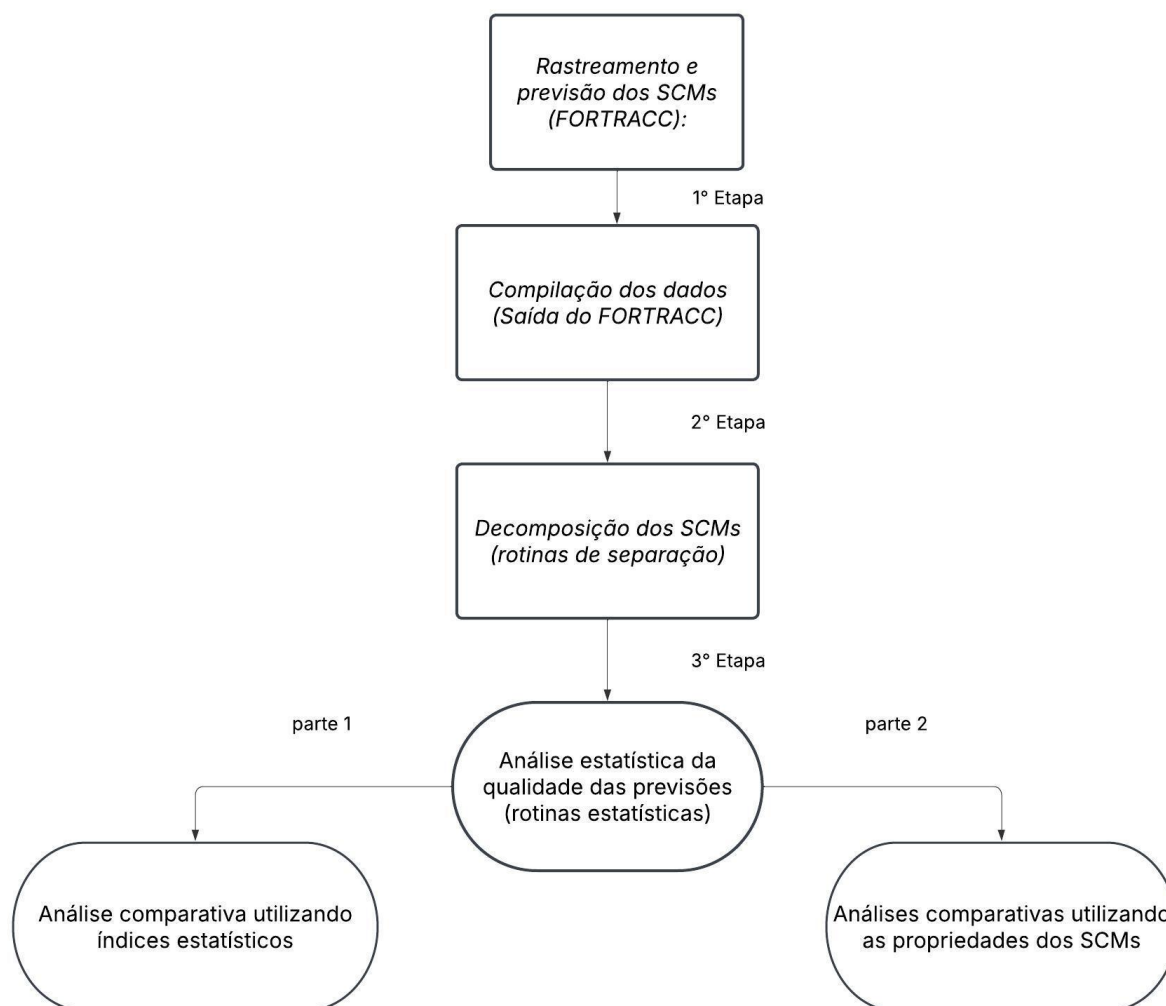 Rastreamento e
previsão dos SCMs
(FORTRACC):
1° Etapa
Compilação dos dados
(Saída do FORTRACC)
2° Etapa
Decomposição dos SCMs
(rotinas de separação)
3° Etapa
parte 1
parte 2
Análise estatística da
qualidade das previsões
(rotinas estatísticas)
Análise comparativa utilizando
índices estatísticos
Análises comparativas utilizando
as propriedades dos SCMs